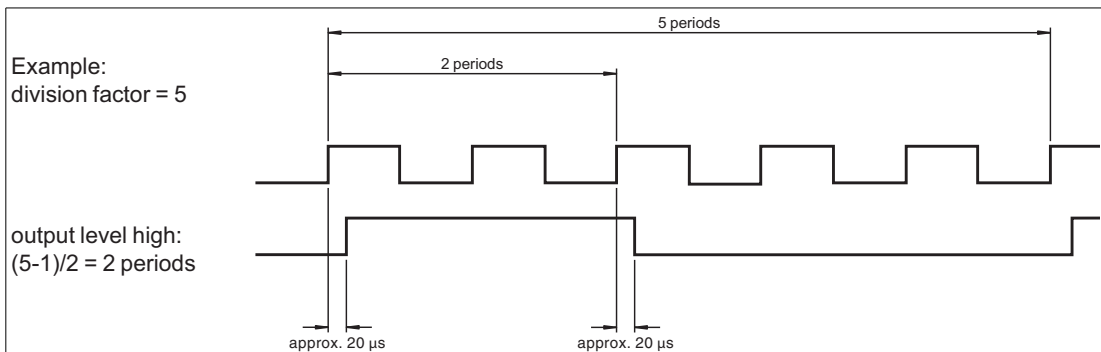 5 periods
2 periods
Example:
division factor = 5
output level high:
(5-1)/2 = 2 periods
approx. 20 µs
approx. 20 µs